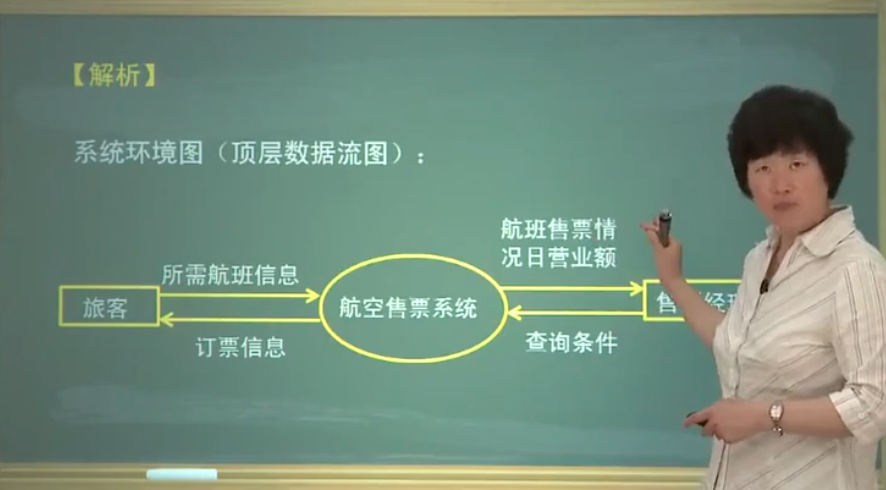 【解析】
系统环境图（顶层数据流图）：
航班售票情
况日营业额
所需航班信息
旅客
航空售票系统
售
经
订票信息
查询条件